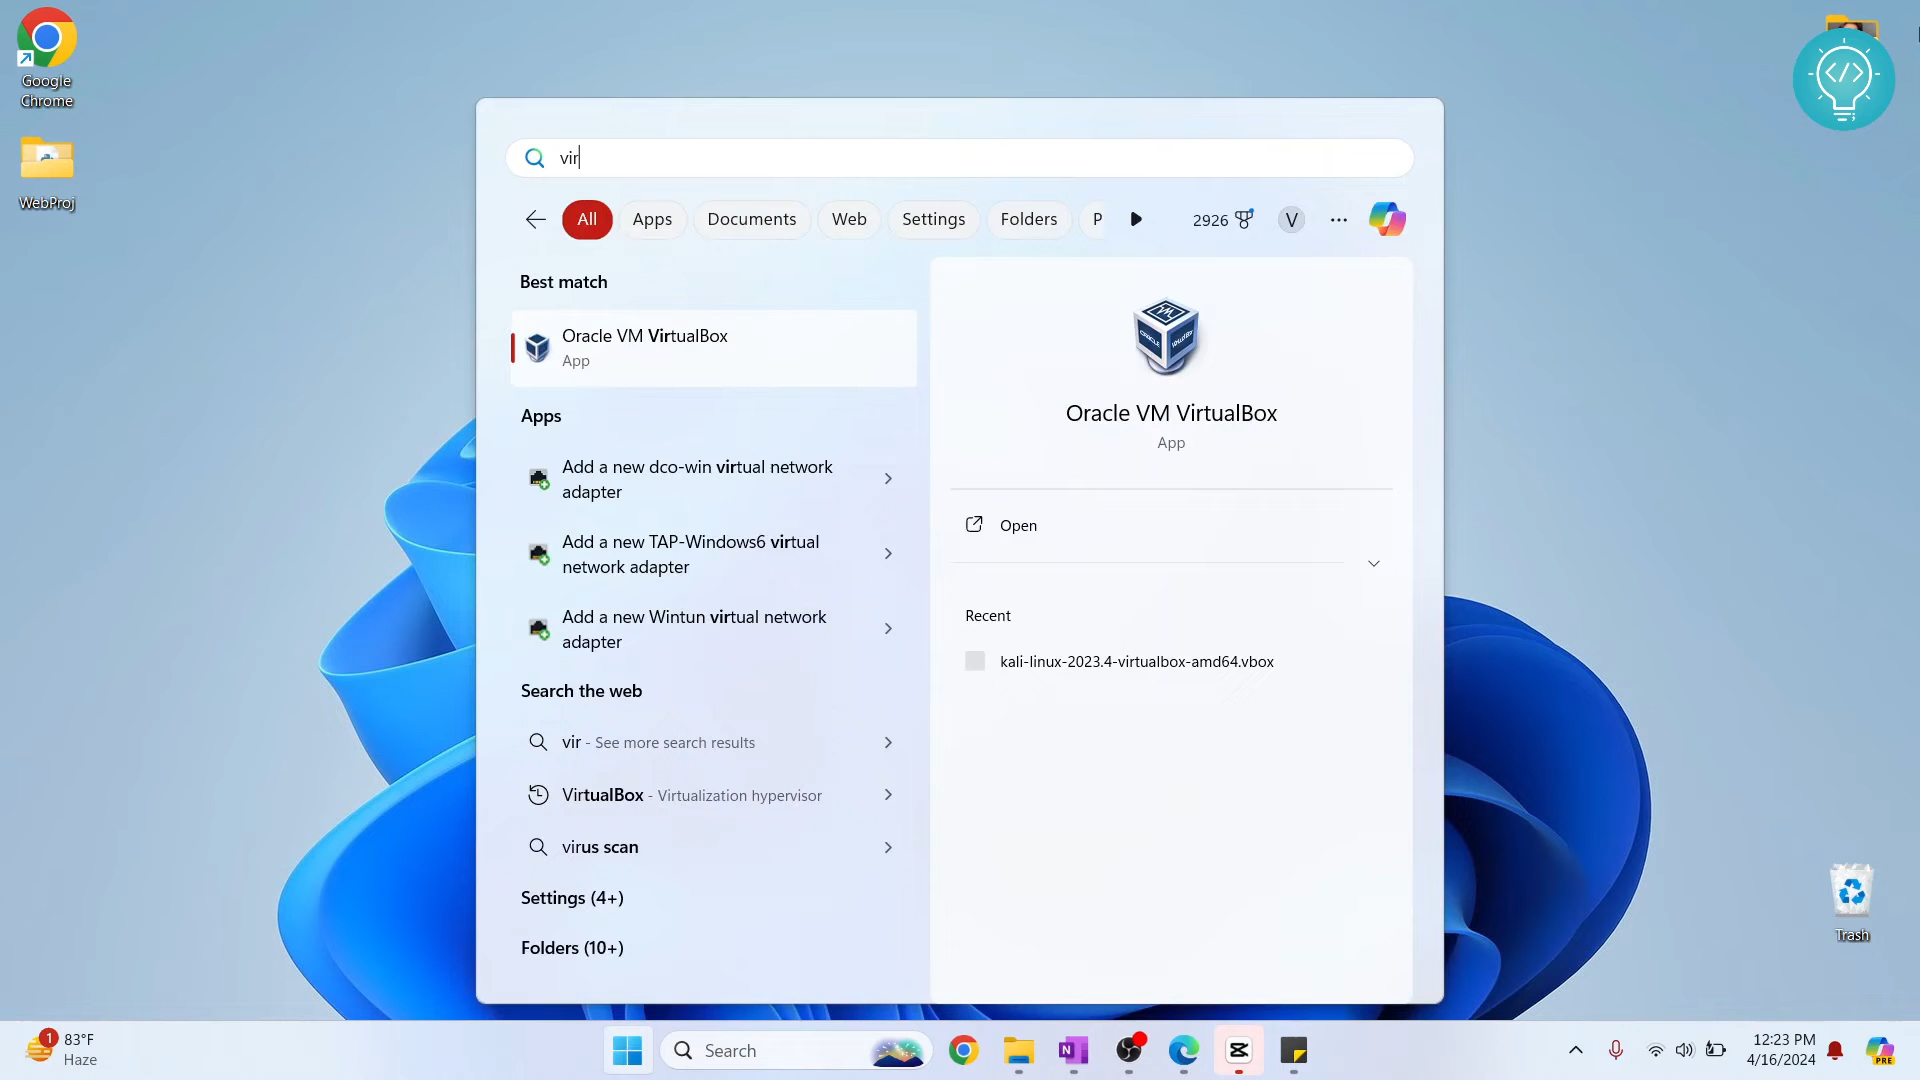 Google
Chrome
WebProj
vir
All
Apps
Documents
Web
Settings
Folders
P
2926
V
Best match
Oracle VM VirtualBox
App
Apps
Add a new dco-win virtual network
adapter
Add a new TAP-Windows6 virtual
network adapter
Add a new Wintun virtual network
adapter
Search the web
vir - See more search results
VirtualBox - Virtualization hypervisor
virus scan
Settings (4+)
Folders (10+)
ORACLE
VirtualBox
Oracle VM VirtualBox
App
Open
Recent
kali-linux-2023.4-virtualbox-amd64.vbox
Trash
1
83°F
Haze
Search
N
12:23 PM
4/16/2024
PRE